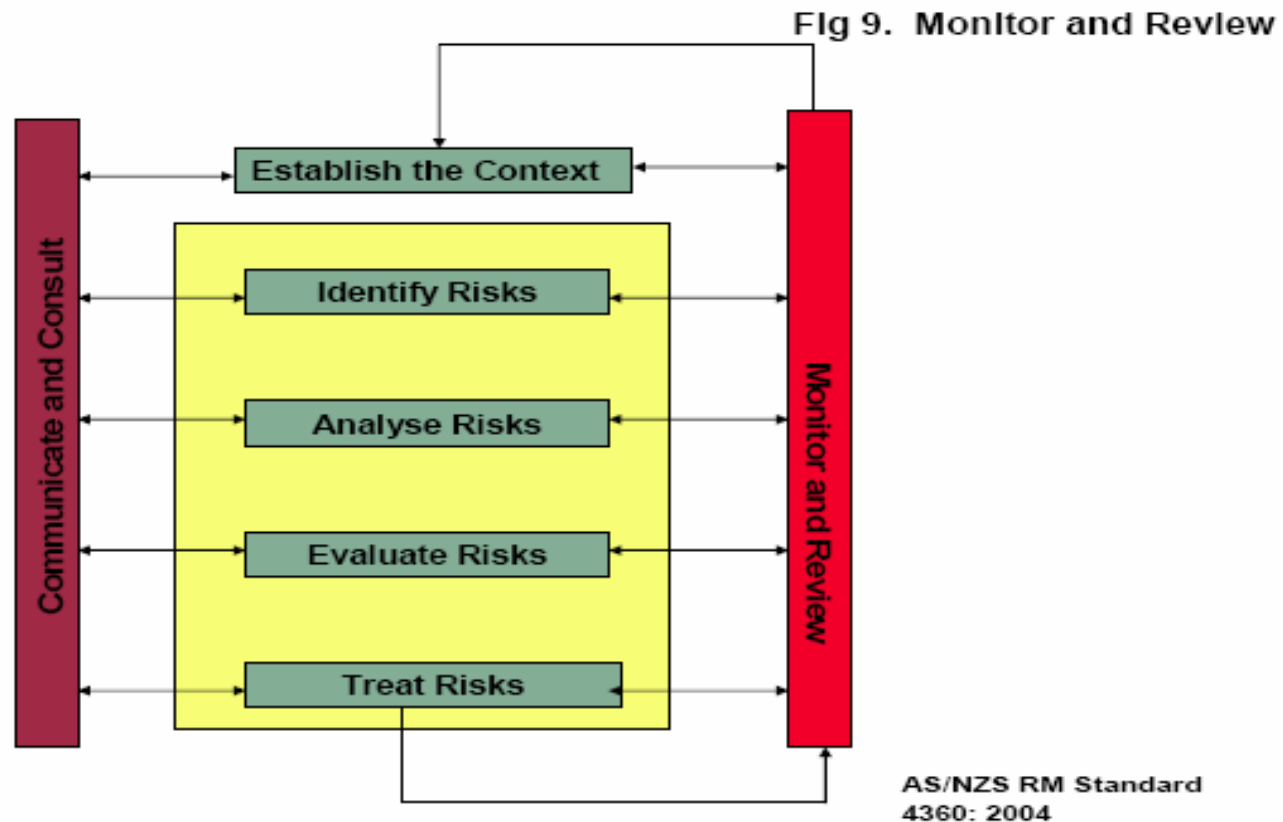 Fig 9. Monitor and Review
Establish the Context
Identify Risks
Analyse Risks
Evaluate Risks
Treat Risks
Communicate and Consult
Monitor and Review
AS/NZS RM Standard
4360: 2004